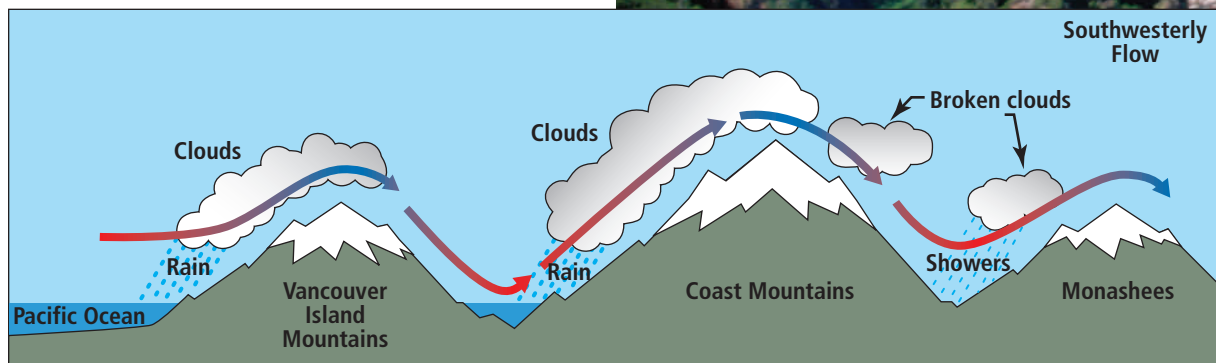 Southwesterly
Flow
Broken clouds
Clouds
Clouds
Rain
Rain
Showers
Pacific Ocean
Vancouver
Island
Mountains
Coast Mountains
Monashees